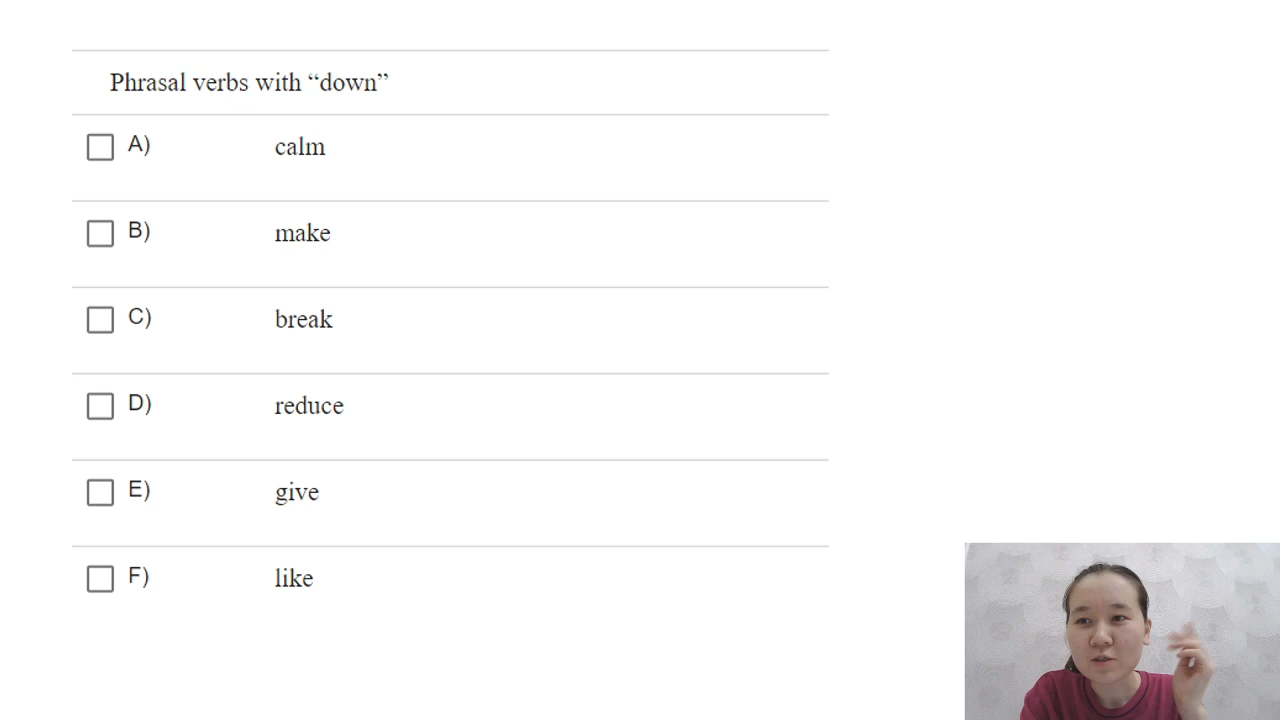 Phrasal verbs with “down”
A) calm
B) make
C) break
D) reduce
E) give
F) like